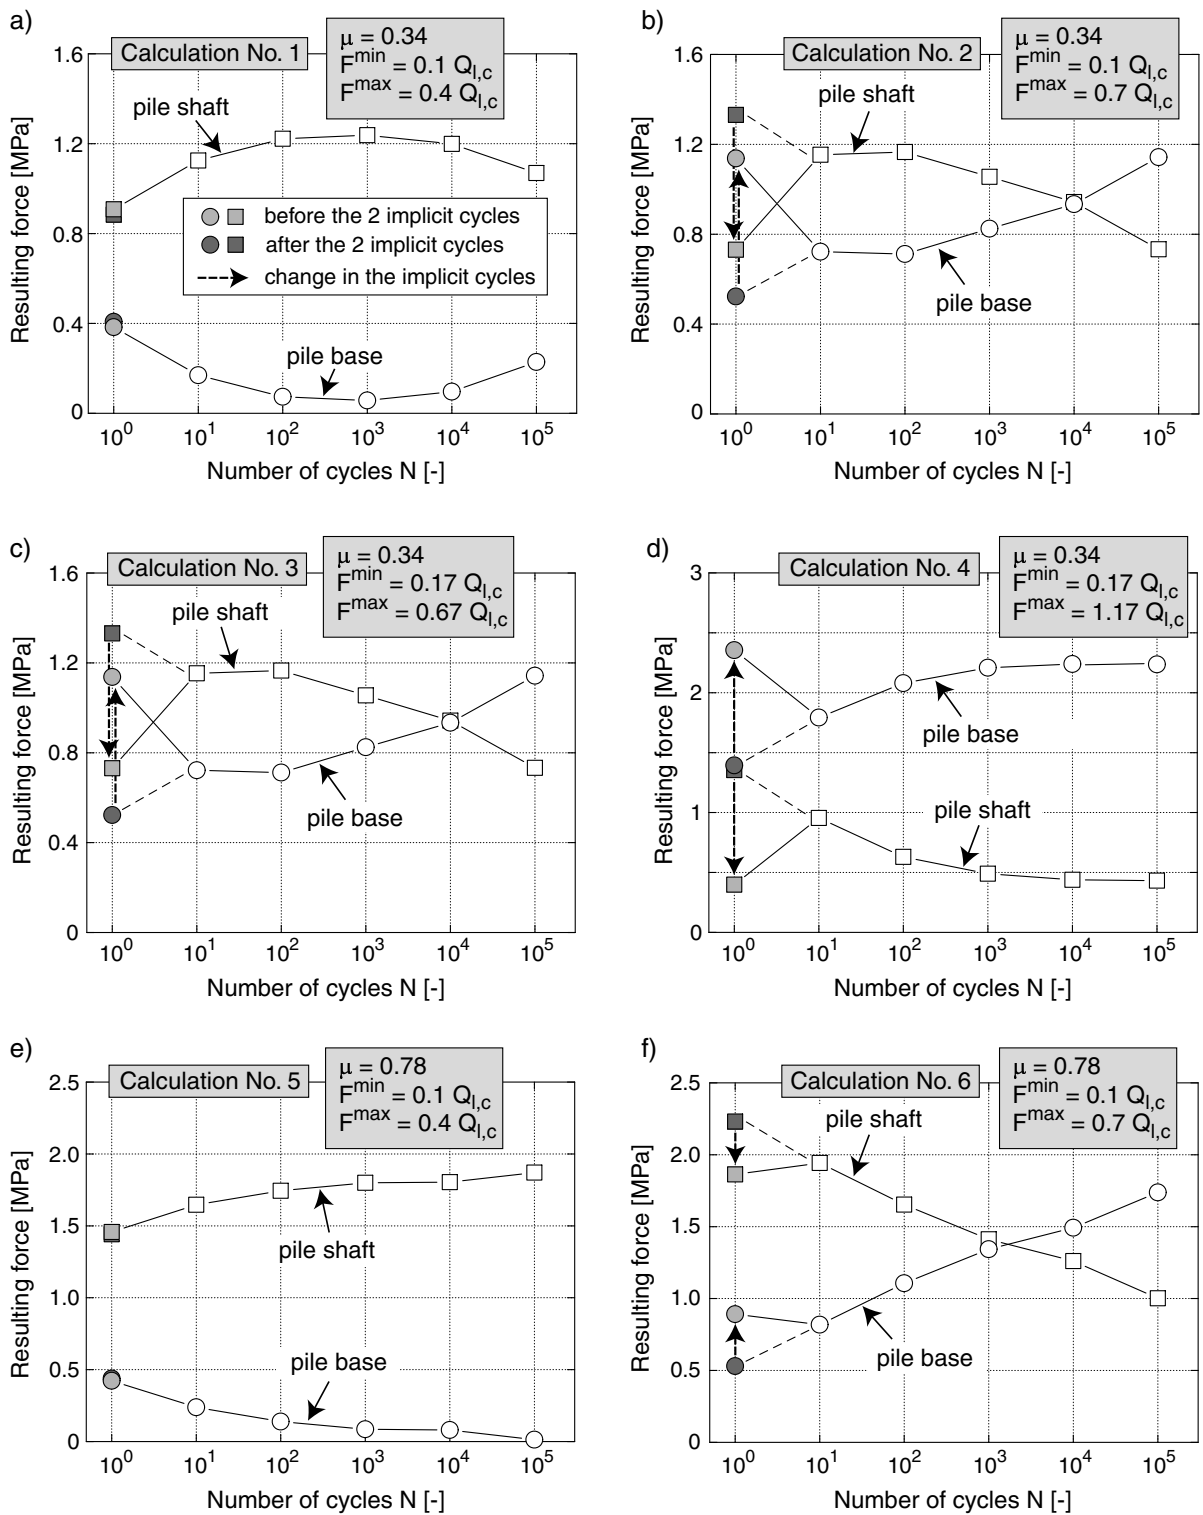 a)
Calculation No. 1
μ = 0.34
F^min = 0.1 Q_l,c
F^max = 0.4 Q_l,c
Resulting force [MPa]
1.6
1.2
0.8
0.4
0
pile shaft
before the 2 implicit cycles
after the 2 implicit cycles
change in the implicit cycles
pile base
10^0 10^1 10^2 10^3 10^4 10^5
Number of cycles N [-]
b)
Calculation No. 2
μ = 0.34
F^min = 0.1 Q_l,c
F^max = 0.7 Q_l,c
Resulting force [MPa]
1.6
1.2
0.8
0.4
0
pile shaft
pile base
10^0 10^1 10^2 10^3 10^4 10^5
Number of cycles N [-]
c)
Calculation No. 3
μ = 0.34
F^min = 0.17 Q_l,c
F^max = 0.67 Q_l,c
Resulting force [MPa]
1.6
1.2
0.8
0.4
0
pile shaft
pile base
10^0 10^1 10^2 10^3 10^4 10^5
Number of cycles N [-]
d)
Calculation No. 4
μ = 0.34
F^min = 0.17 Q_l,c
F^max = 1.17 Q_l,c
Resulting force [MPa]
3
2
1
0
pile base
pile shaft
10^0 10^1 10^2 10^3 10^4 10^5
Number of cycles N [-]
e)
Calculation No. 5
μ = 0.78
F^min = 0.1 Q_l,c
F^max = 0.4 Q_l,c
Resulting force [MPa]
2.5
2.0
1.5
1.0
0.5
0
pile shaft
pile base
10^0 10^1 10^2 10^3 10^4 10^5
Number of cycles N [-]
f)
Calculation No. 6
μ = 0.78
F^min = 0.1 Q_l,c
F^max = 0.7 Q_l,c
Resulting force [MPa]
2.5
2.0
1.5
1.0
0.5
0
pile shaft
pile base
10^0 10^1 10^2 10^3 10^4 10^5
Number of cycles N [-]